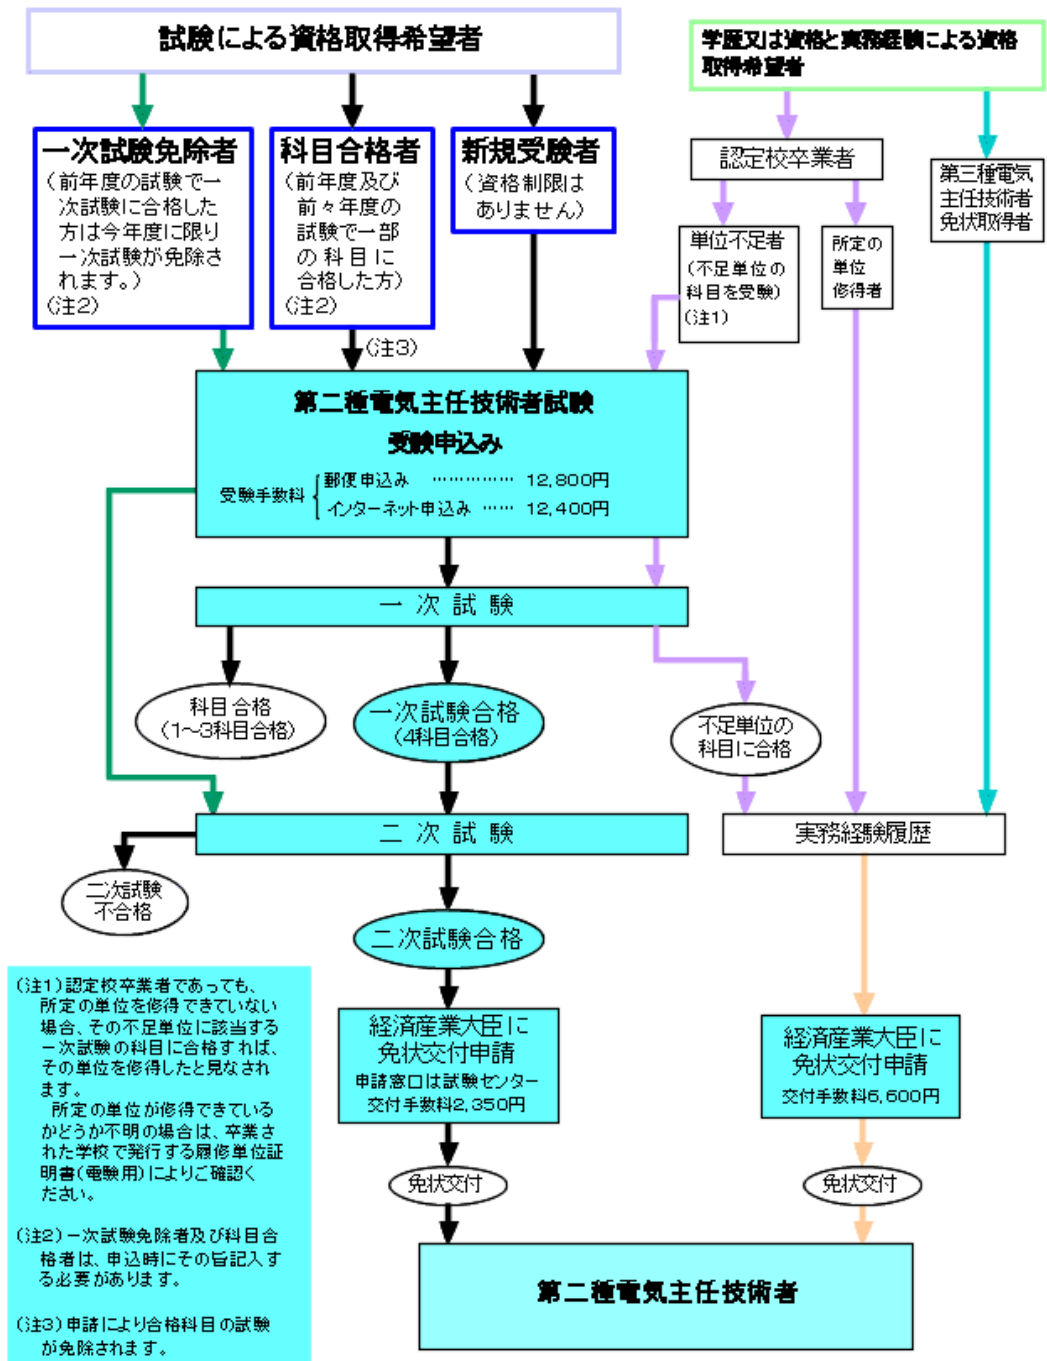 試験による資格取得希望者
学歴又は資格と実務経験による資格
取得希望者
一次試験免除者
(前年度の試験で一
次試験に合格した
方は今年度に限り
一次試験が免除さ
れます。)
(注2)
科目合格者
(前年度及び
前々年度の
試験で一部
の科目に
合格した方)
(注2)
新規受験者
(資格制限は
ありません)
認定校卒業者
第三種電気
主任技術者
免状取得者
単位不足者
(不足単位の
科目を受験)
(注1)
所定の
単位
修得者
(注3)
第二種電気主任技術者試験
受験申込み
受験手数料
郵便申込み ………… 12,800円
インターネット申込み …… 12,400円
一次試験
科目合格
(1～3科目合格)
一次試験合格
(4科目合格)
不足単位の
科目に合格
二次試験
実務経験履歴
二次試験
不合格
二次試験合格
経済産業大臣に
免状交付申請
申請窓口は試験センター
交付手数料2,350円
経済産業大臣に
免状交付申請
交付手数料6,600円
免状交付
免状交付
第二種電気主任技術者
(注1)認定校卒業者であっても、
所定の単位を修得できていない
場合、その不足単位に該当する
一次試験の科目に合格すれば、
その単位を修得したと見なされ
ます。
所定の単位が修得できている
かどうか不明の場合は、卒業さ
れた学校で発行する履修単位証
明書(電験用)によりご確認く
ださい。
(注2)一次試験免除者及び科目合
格者は、申込時にその旨記入す
る必要があります。
(注3)申請により合格科目の試験
が免除されます。